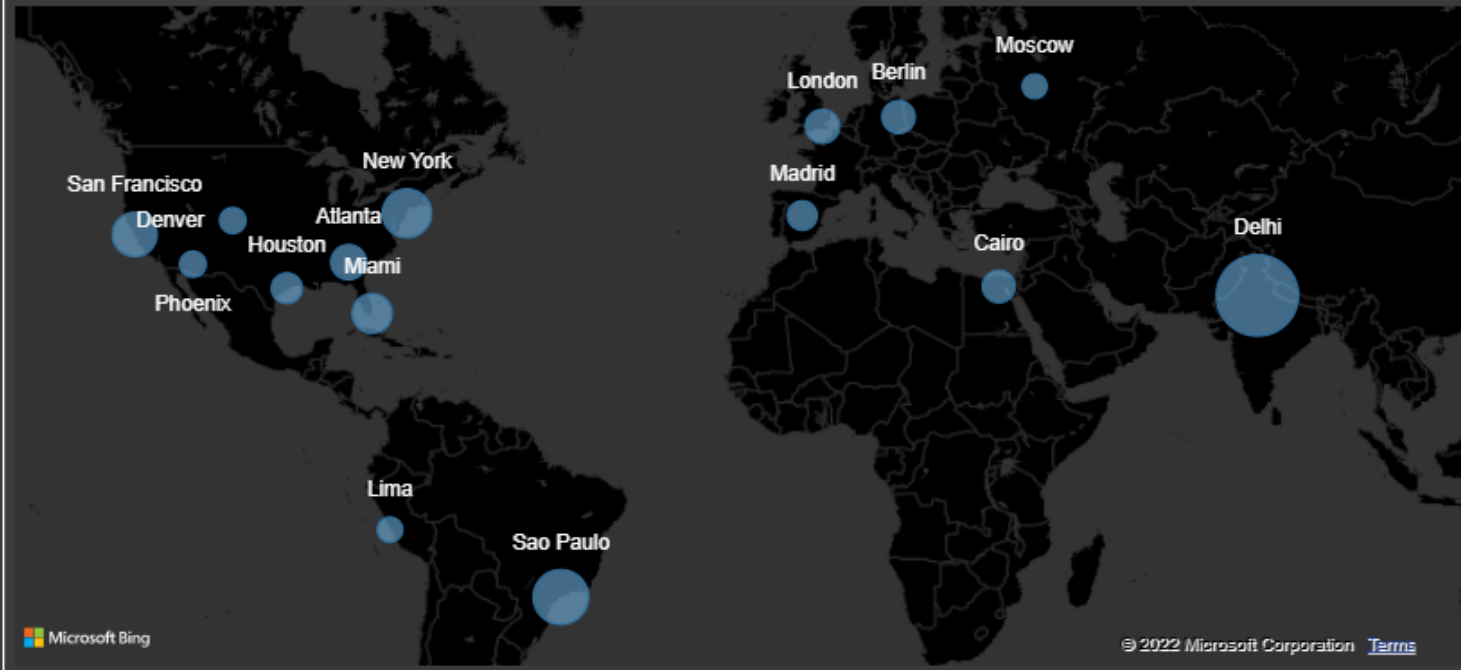 Moscow
London
Berlin
New York
Madrid
San Francisco
Denver
Atlanta
Houston
Miami
Phoenix
Cairo
Delhi
Lima
Sao Paulo
Microsoft Bing
© 2022 Microsoft Corporation Terms